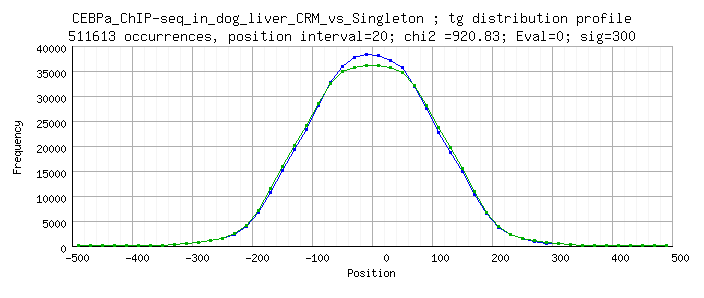 CEBPa_ChIP-seq_in_dog_liver_CRM_vs_Singleton ; tg distribution profile
511613 occurrences, position interval=20; chi2 =920.83; Eval=0; sig=300
40000
35000
30000
25000
20000
15000
10000
5000
0
Frequency
-500 -400 -300 -200 -100 0 100 200 300 400 500
Position